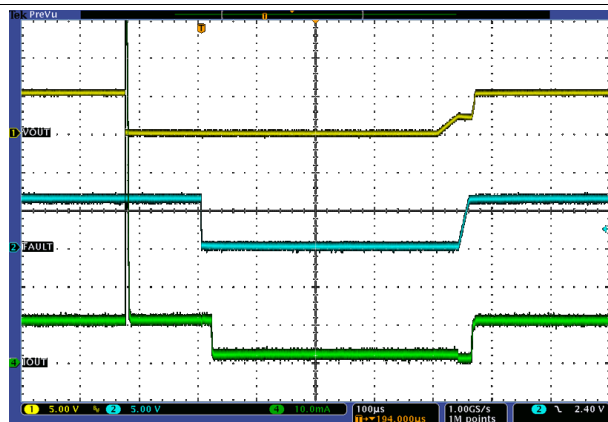 Tek PreVu
T
T
1 VOUT
2 FAULT
4 IOUT
1 5.00 V 2 5.00 V 4 10.0mA 100µs 1.00GS/s 2 2.40 V
T→▼194.000µs 1M points